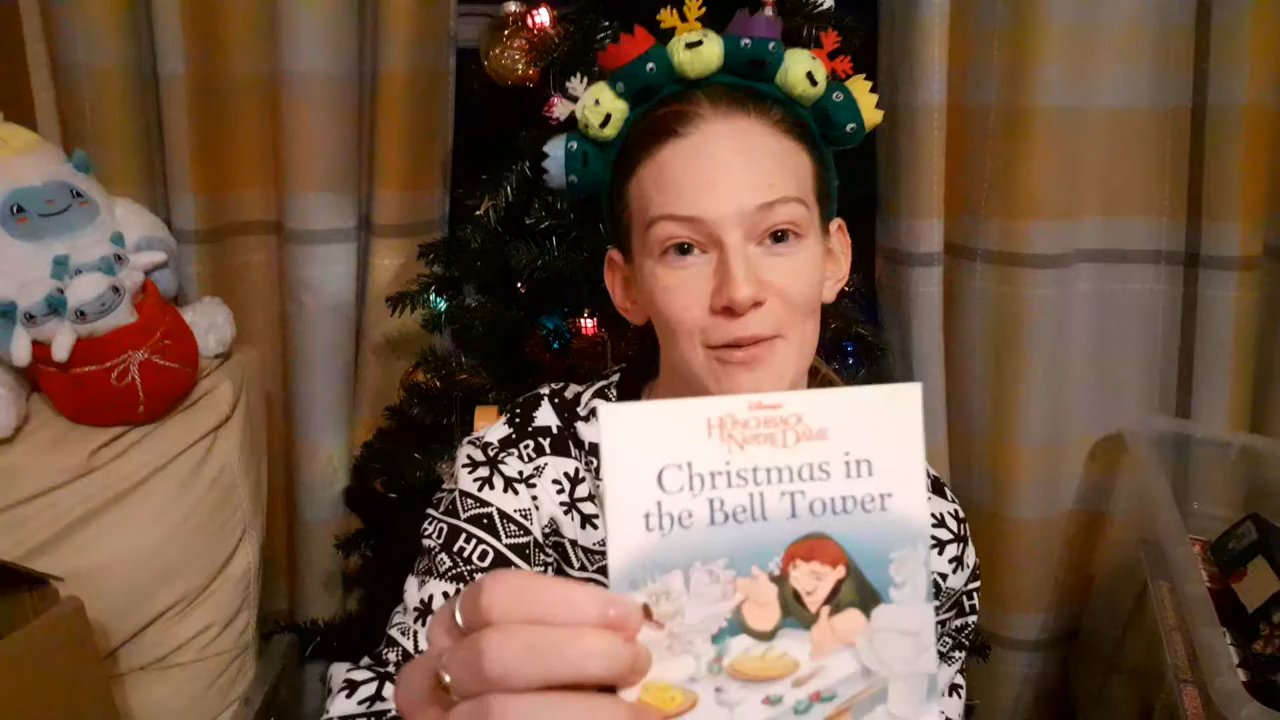 Disney's
THE HUNCHBACK
OF NOTRE DAME
Christmas in
the Bell Tower
HO HO